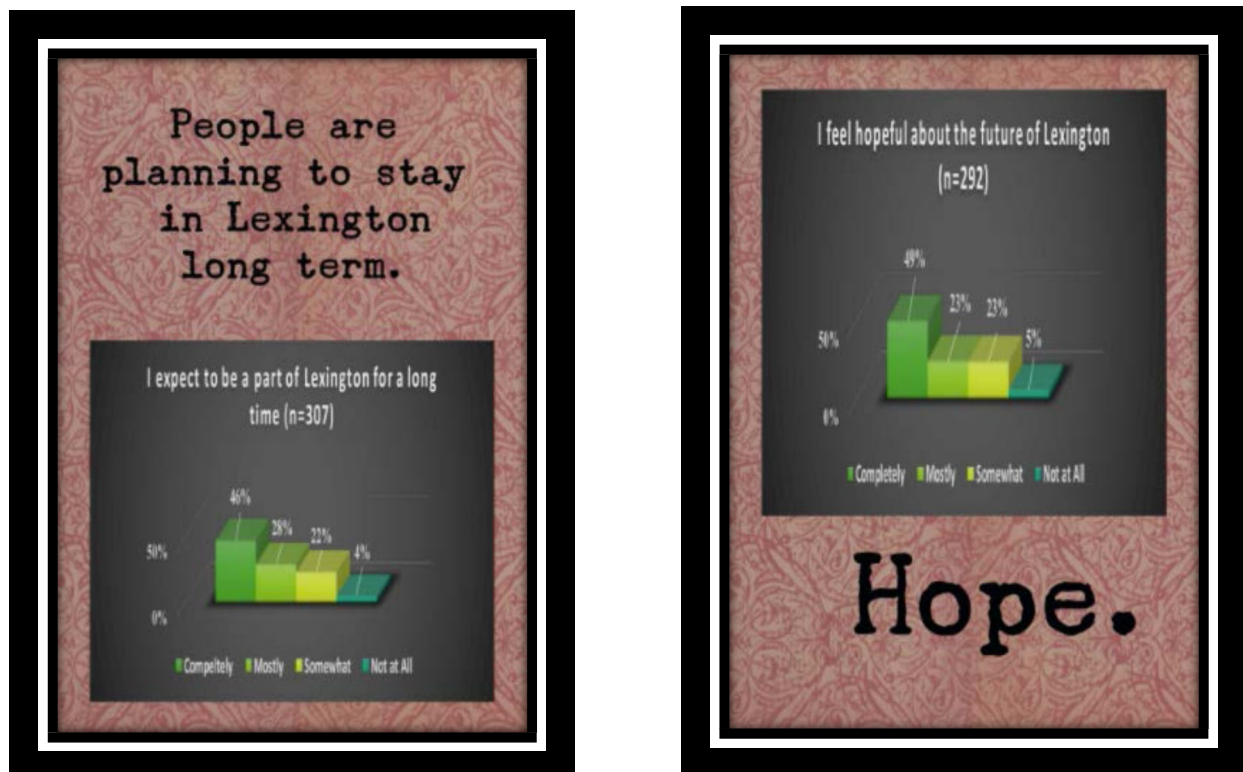 People are
planning to stay
in Lexington
long term.
I expect to be a part of Lexington for a long
time (n=307)
46%
28%
22%
4%
50%
0%
Compeltely Mostly Somewhat Not at All
I feel hopeful about the future of Lexington
(n=292)
49%
23%
23%
5%
50%
0%
Completely Mostly Somewhat Not at All
Hope.